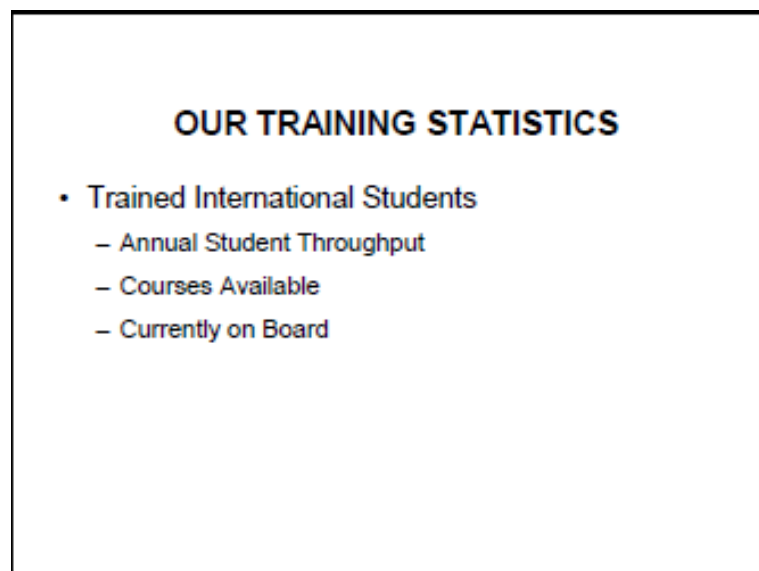 OUR TRAINING STATISTICS
• Trained International Students
– Annual Student Throughput
– Courses Available
– Currently on Board